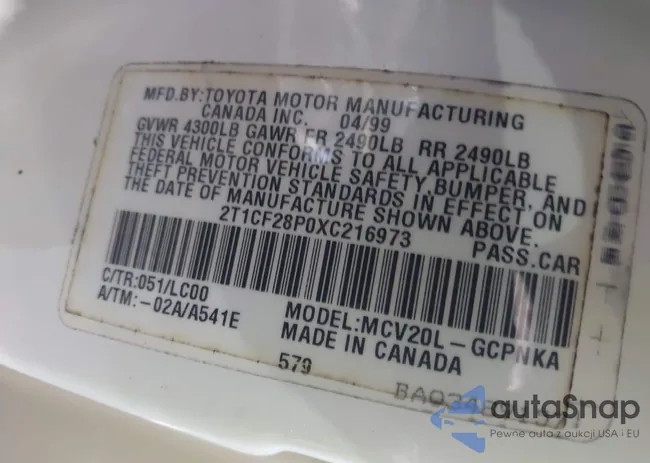 MFD.BY:TOYOTA MOTOR MANUFACTURING
CANADA INC. 04/99
GVWR 4300LB GAWR FR 2490LB RR 2490LB
THIS VEHICLE CONFORMS TO ALL APPLICABLE
FEDERAL MOTOR VEHICLE SAFETY, BUMPER, AND
THEFT PREVENTION STANDARDS IN EFFECT ON
THE DATE OF MANUFACTURE SHOWN ABOVE.
2T1CF28P0XC216973 PASS.CAR
C/TR:051/LC00 MODEL:MCV20L-GCPNKA
A/TM:-02A/A541E MADE IN CANADA
579
autaSnap
Pewne auta z aukcji USA i EU